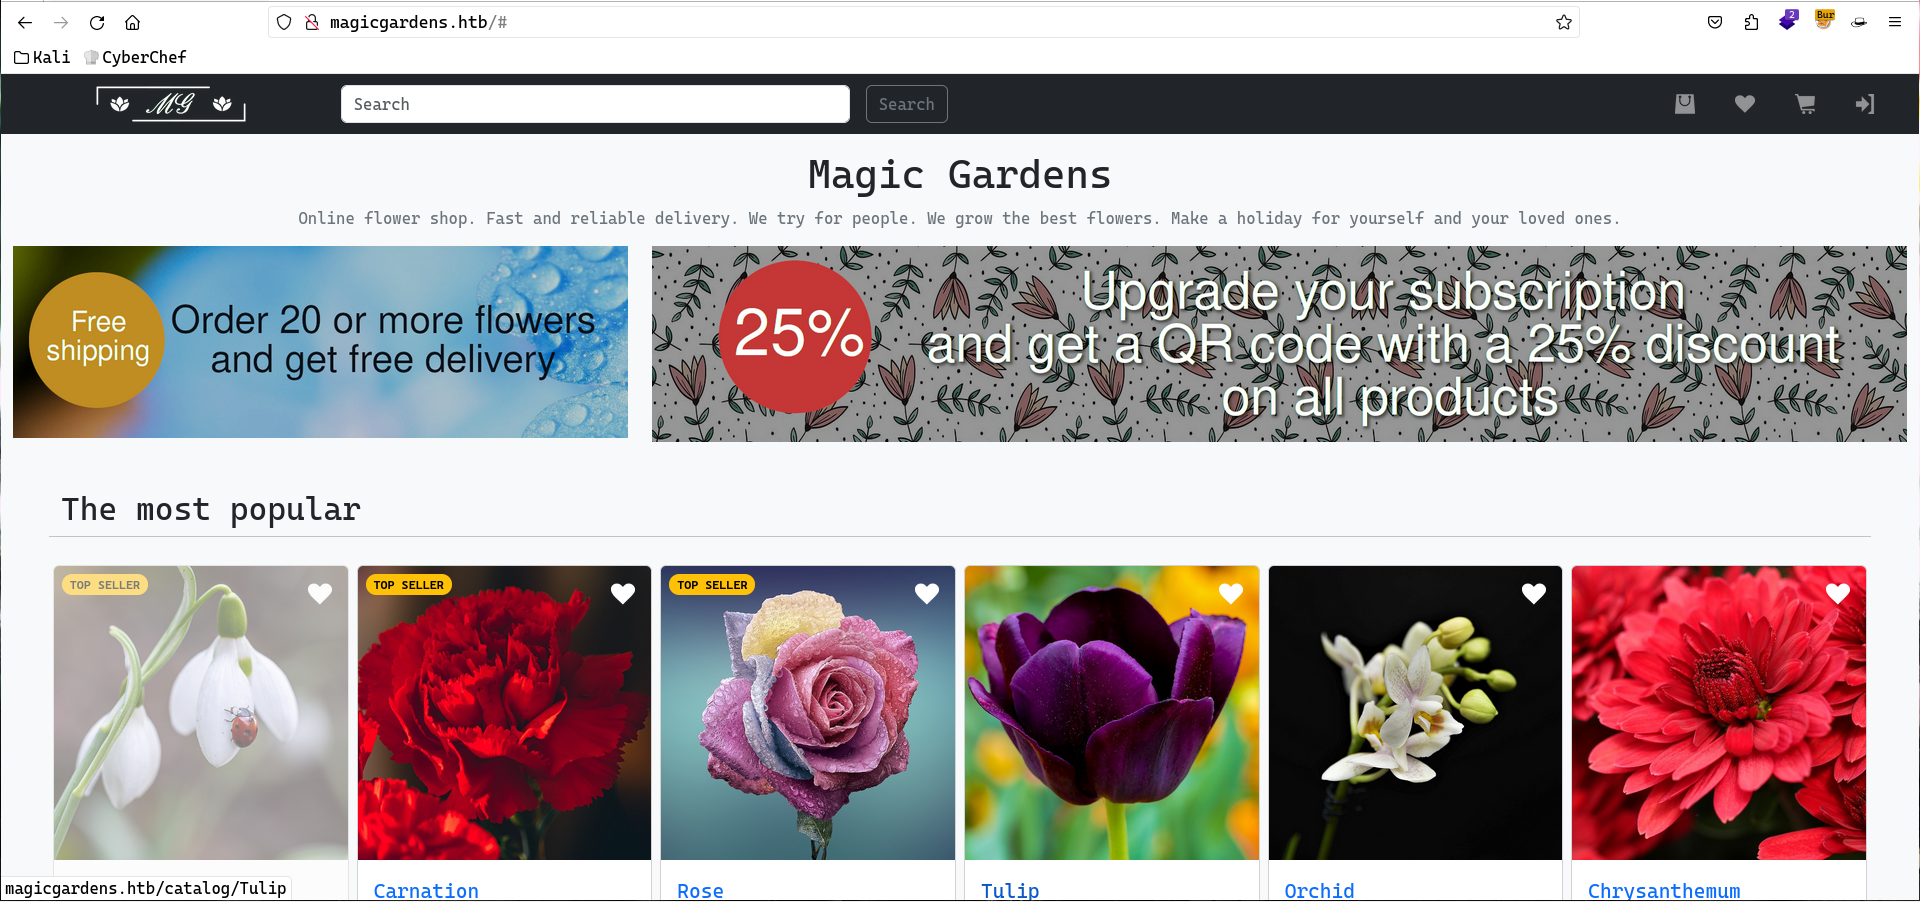 magicgardens.htb/#
2
Bur
Kali
CyberChef
MG
Search
Search
Magic Gardens
Online flower shop. Fast and reliable delivery. We try for people. We grow the best flowers. Make a holiday for yourself and your loved ones.
Free
shipping
Order 20 or more flowers
and get free delivery
25%
Upgrade your subscription
and get a QR code with a 25% discount
on all products
The most popular
TOP SELLER
TOP SELLER
TOP SELLER
magicgardens.htb/catalog/Tulip
Carnation
Rose
Tulip
Orchid
Chrysanthemum